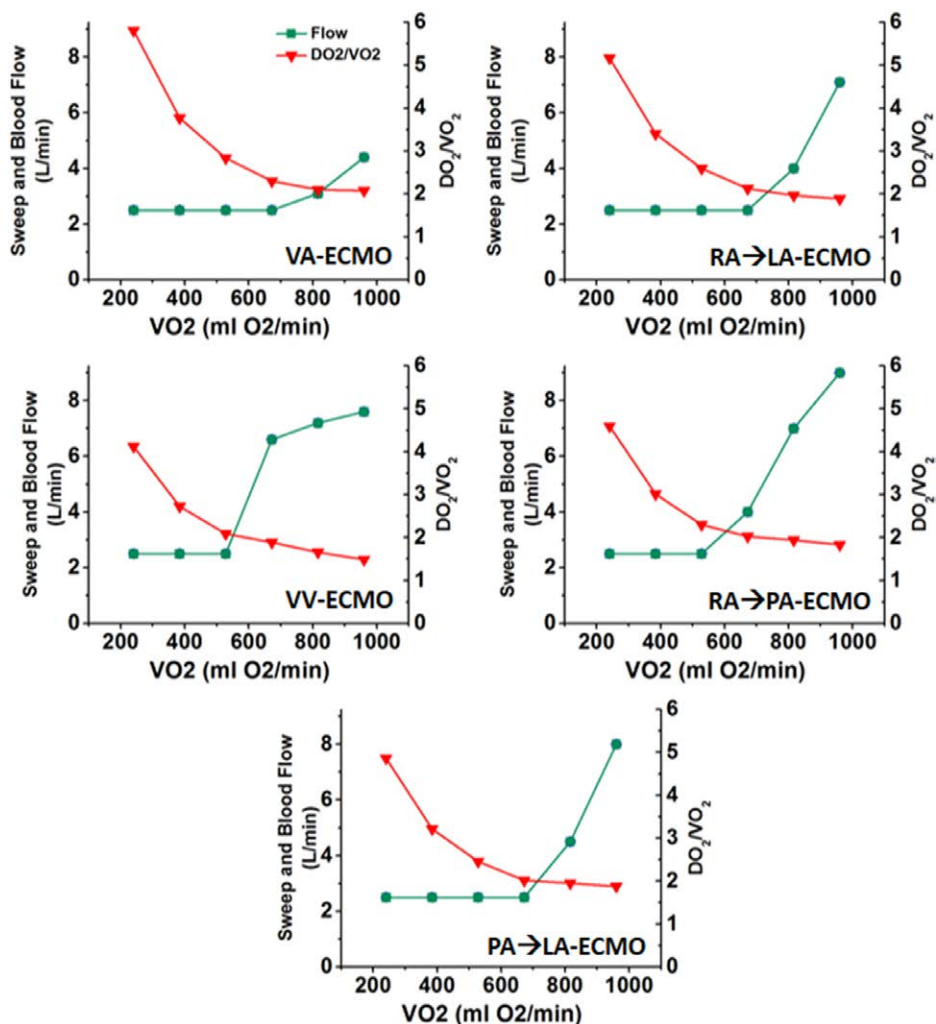 Flow
DO2/VO2
Sweep and Blood Flow
(L/min)
8
6
4
2
0
6
5
4
3
2
1
0
DO2/VO2
VA-ECMO
200 400 600 800 1000
VO2 (ml O2/min)
Sweep and Blood Flow
(L/min)
8
6
4
2
0
6
5
4
3
2
1
0
DO2/VO2
RA→LA-ECMO
200 400 600 800 1000
VO2 (ml O2/min)
Sweep and Blood Flow
(L/min)
8
6
4
2
0
6
5
4
3
2
1
0
DO2/VO2
VV-ECMO
200 400 600 800 1000
VO2 (ml O2/min)
Sweep and Blood Flow
(L/min)
8
6
4
2
0
6
5
4
3
2
1
0
DO2/VO2
RA→PA-ECMO
200 400 600 800 1000
VO2 (ml O2/min)
Sweep and Blood Flow
(L/min)
8
6
4
2
0
6
5
4
3
2
1
0
DO2/VO2
PA→LA-ECMO
200 400 600 800 1000
VO2 (ml O2/min)